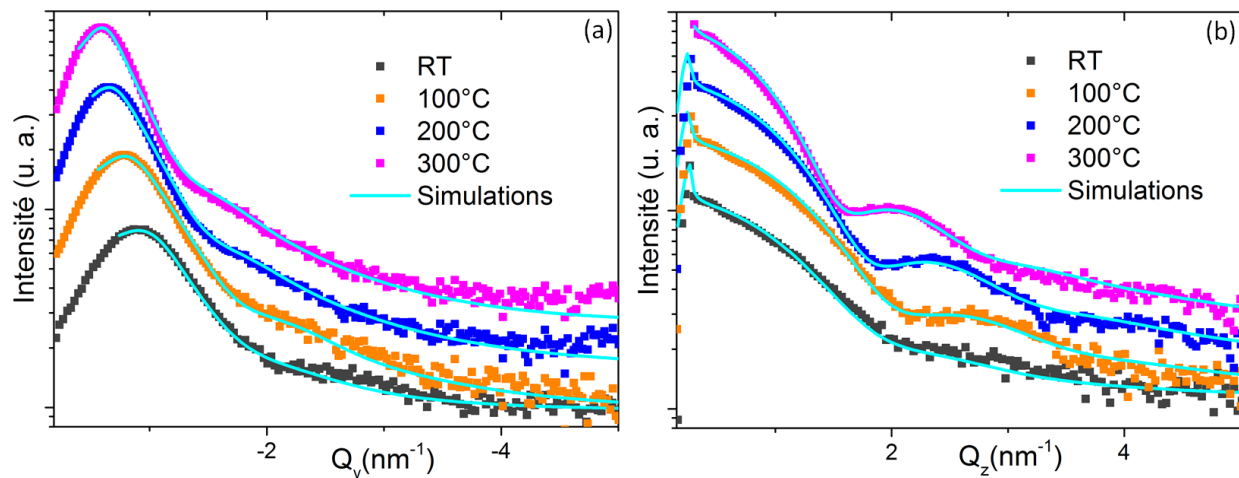 (a)
RT
100°C
200°C
300°C
Simulations
Intensité (u. a.)
-2
-4
Qy(nm-1)
(b)
RT
100°C
200°C
300°C
Simulations
Intensité (u. a.)
2
4
Qz(nm-1)